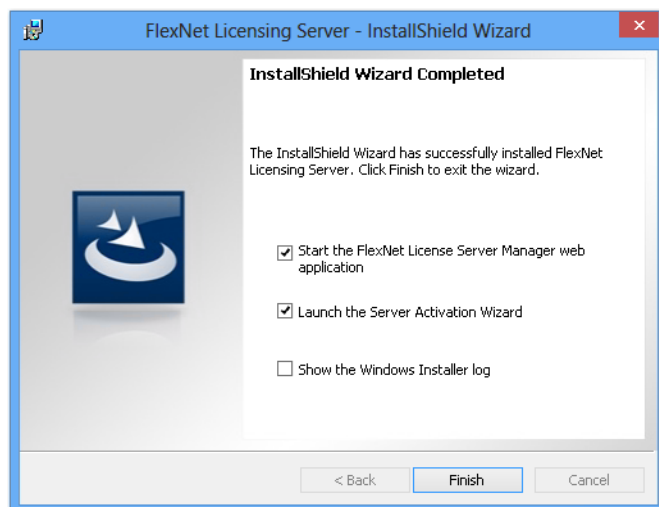 FlexNet Licensing Server - InstallShield Wizard
InstallShield Wizard Completed
The InstallShield Wizard has successfully installed FlexNet
Licensing Server. Click Finish to exit the wizard.
Start the FlexNet License Server Manager web
application
Launch the Server Activation Wizard
Show the Windows Installer log
< Back
Finish
Cancel